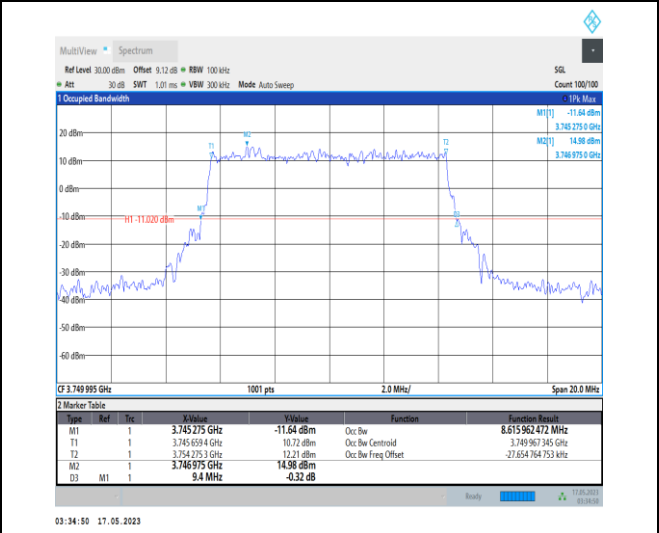 MultiView Spectrum
Ref Level 30.00 dBm Offset 9.12 dB RBW 100 kHz SGL
Att 30 dB SWT 1.01 ms VBW 300 kHz Mode Auto Sweep Count 100/100
1 Occupied Bandwidth 1Pk Max
M1[1] -11.64 dBm
3.745 275 0 GHz
M2[1] 14.98 dBm
3.746 975 0 GHz
20 dBm
T1 M2 T2
10 dBm
0 dBm
M1
-10 dBm
H1 -11.020 dBm
D3
-20 dBm
-30 dBm
-40 dBm
-50 dBm
-60 dBm
CF 3.749 995 GHz 1001 pts 2.0 MHz/ Span 20.0 MHz
2 Marker Table
Type Ref Trc X-Value Y-Value Function Function Result
M1 1 3.745 275 GHz -11.64 dBm Occ Bw 8.615 962 472 MHz
T1 1 3.745 659 4 GHz 10.72 dBm Occ Bw Centroid 3.749 967 345 GHz
T2 1 3.754 275 3 GHz 12.21 dBm Occ Bw Freq Offset -27.654 764 753 kHz
M2 1 3.746 975 GHz 14.98 dBm
D3 M1 1 9.4 MHz -0.32 dB
Ready 17.05.2023
03:34:50
03:34:50 17.05.2023